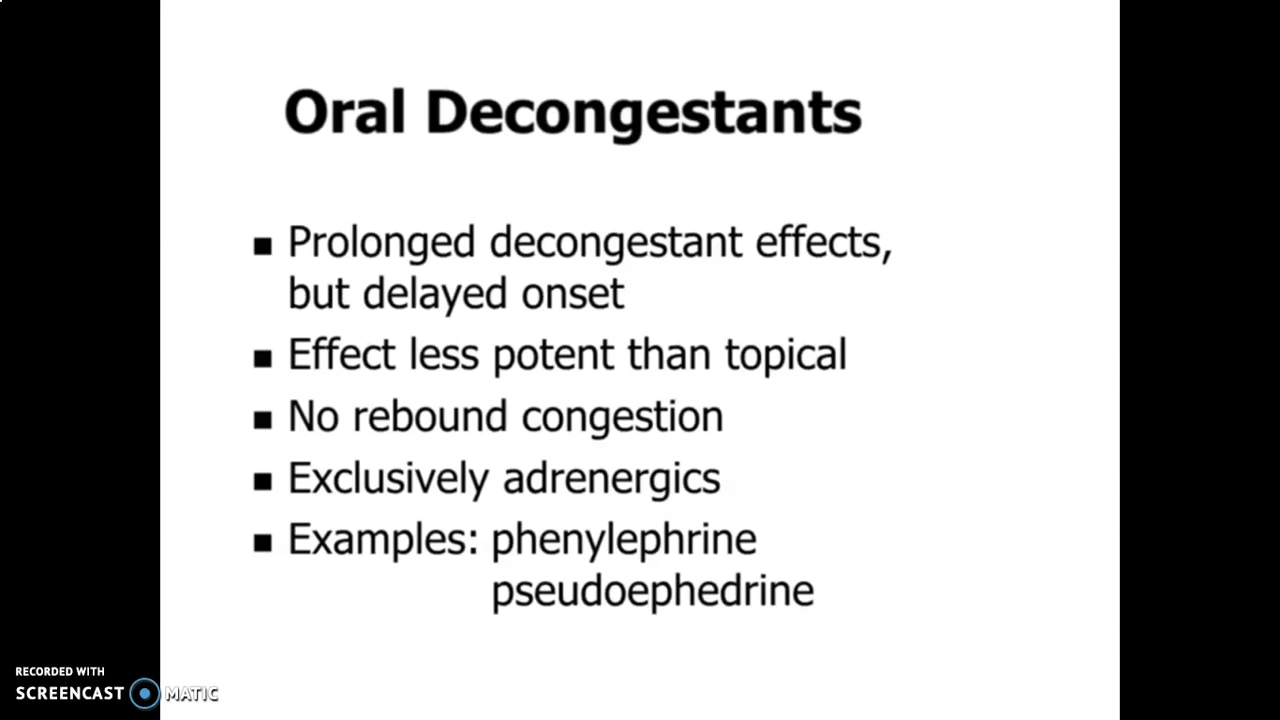 Oral Decongestants
■ Prolonged decongestant effects,
but delayed onset
■ Effect less potent than topical
■ No rebound congestion
■ Exclusively adrenergics
■ Examples: phenylephrine
pseudoephedrine
RECORDED WITH
SCREENCAST MATIC